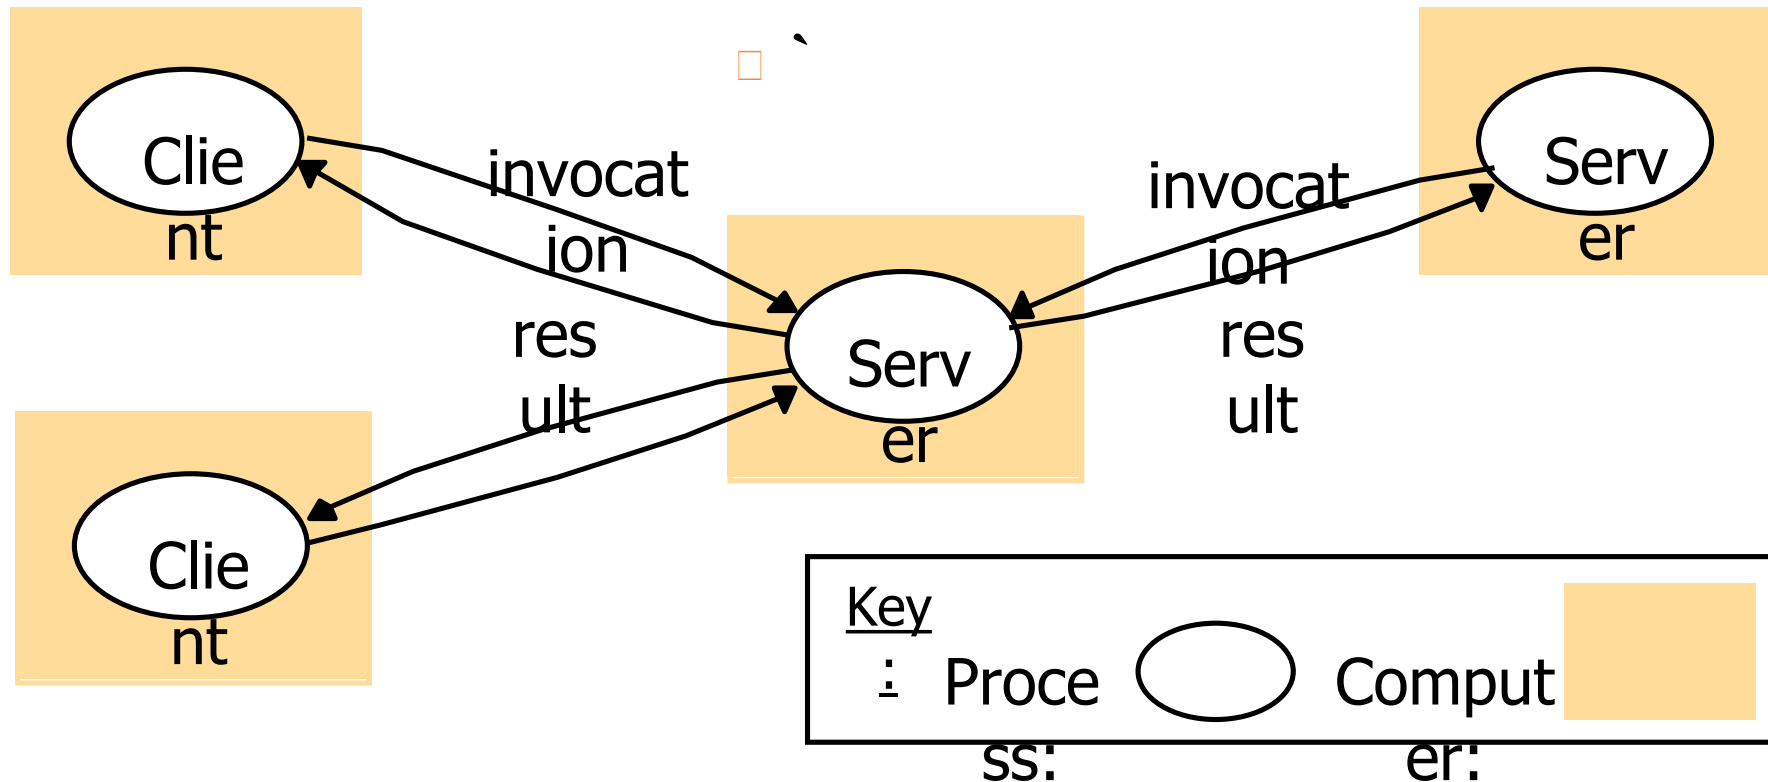 `
Clie
nt
invocat
ion
res
ult
invocat
ion
res
ult
Serv
er
Serv
er
Clie
nt
Key
:
Proce
ss:
Comput
er: